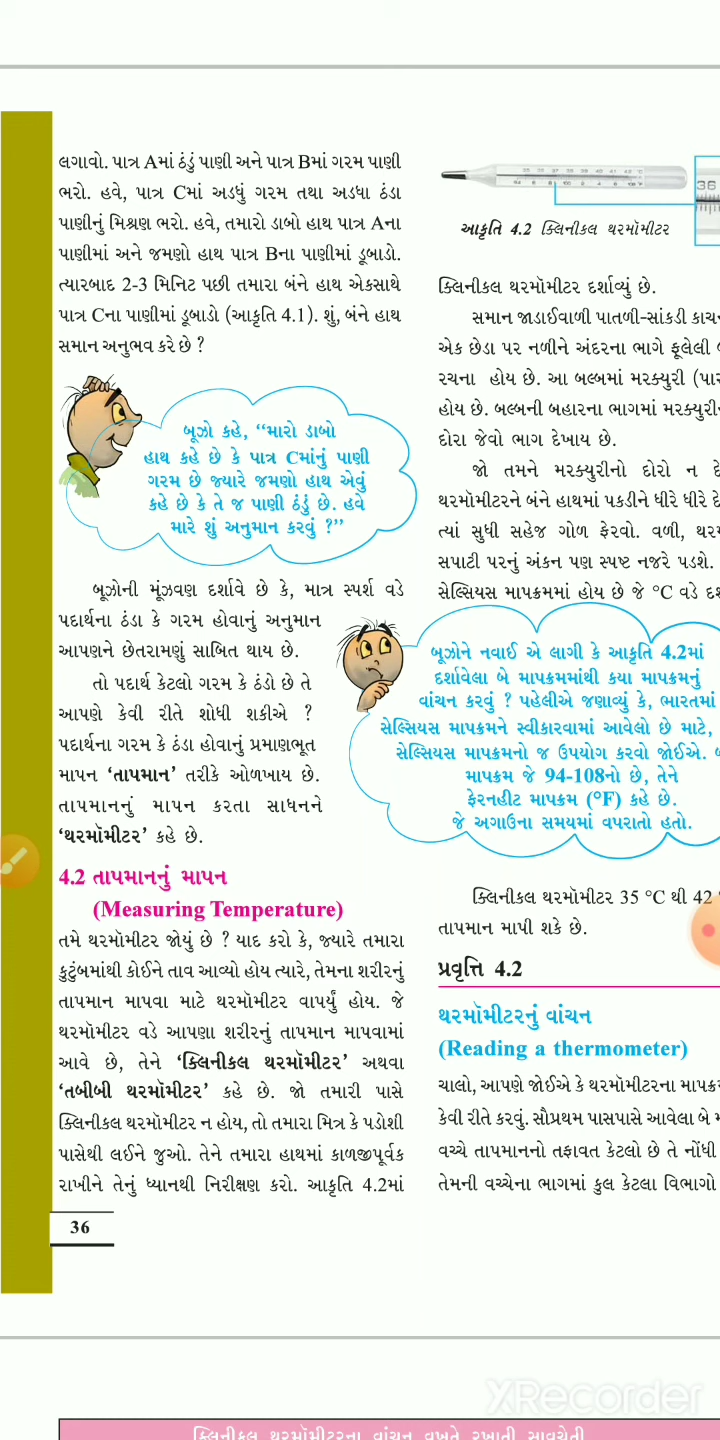 લગાવો. પાત્ર Aમાં ઠંડું પાણી અને પાત્ર Bમાં ગરમ પાણી
ભરો. હવે, પાત્ર Cમાં અડધું ગરમ તથા અડધા ઠંડા
પાણીનું મિશ્રણ ભરો. હવે, તમારો ડાબો હાથ પાત્ર Aના
પાણીમાં અને જમણો હાથ પાત્ર Bના પાણીમાં ડૂબાડો.
ત્યારબાદ 2-3 મિનિટ પછી તમારા બંને હાથ એકસાથે
પાત્ર Cના પાણીમાં ડૂબાડો (આકૃતિ 4.1). શું, બંને હાથ
સમાન અનુભવ કરે છે ?
બૂઝો કહે, “મારો ડાબો
હાથ કહે છે કે પાત્ર Cમાંનું પાણી
ગરમ છે જ્યારે જમણો હાથ એવું
કહે છે કે તે જ પાણી ઠંડું છે. હવે
મારે શું અનુમાન કરવું ?”
બૂઝોની મૂંઝવણ દર્શાવે છે કે, માત્ર સ્પર્શ વડે
પદાર્થના ઠંડા કે ગરમ હોવાનું અનુમાન
આપણને છેતરામણું સાબિત થાય છે.
તો પદાર્થ કેટલો ગરમ કે ઠંડો છે તે
આપણે કેવી રીતે શોધી શકીએ ?
પદાર્થના ગરમ કે ઠંડા હોવાનું પ્રમાણભૂત
માપન ‘તાપમાન’ તરીકે ઓળખાય છે.
તાપમાનનું માપન કરતા સાધનને
‘થરમૉમીટર’ કહે છે.
4.2 તાપમાનનું માપન
(Measuring Temperature)
તમે થરમૉમીટર જોયું છે ? યાદ કરો કે, જ્યારે તમારા
કુટુંબમાંથી કોઈને તાવ આવ્યો હોય ત્યારે, તેમના શરીરનું
તાપમાન માપવા માટે થરમૉમીટર વાપર્યું હોય. જે
થરમૉમીટર વડે આપણા શરીરનું તાપમાન માપવામાં
આવે છે, તેને ‘ક્લિનીકલ થરમૉમીટર’ અથવા
‘તબીબી થરમૉમીટર’ કહે છે. જો તમારી પાસે
ક્લિનીકલ થરમૉમીટર ન હોય, તો તમારા મિત્ર કે પડોશી
પાસેથી લઈને જુઓ. તેને તમારા હાથમાં કાળજીપૂર્વક
રાખીને તેનું ધ્યાનથી નિરીક્ષણ કરો. આકૃતિ 4.2માં
36
36
આકૃતિ 4.2 ક્લિનીકલ થરમૉમીટર
ક્લિનીકલ થરમૉમીટર દર્શાવ્યું છે.
સમાન જાડાઈવાળી પાતળી-સાંકડી
એક છેડા પર નળીને અંદરના ભાગે ફૂલેલી
રચના હોય છે. આ બલ્બમાં મરક્યુરી
હોય છે. બલ્બની બહારના ભાગમાં
દોરા જેવો ભાગ દેખાય છે.
જો તમને મરક્યુરીનો દોરો ન
થરમૉમીટરને બંને હાથમાં પકડીને ધીરે ધીરે
ત્યાં સુધી સહેજ ગોળ ફેરવો. વળી,
સપાટી પરનું અંકન પણ સ્પષ્ટ નજરે પડશે.
સેલ્સિયસ માપક્રમમાં હોય છે જે °C વડે
બૂઝોને નવાઈ એ લાગી કે આકૃતિ 4.2માં
દર્શાવેલા બે માપક્રમમાંથી કયા માપક્રમનું
વાંચન કરવું ? પહેલીએ જણાવ્યું કે, ભારતમાં
સેલ્સિયસ માપક્રમને સ્વીકારવામાં આવેલો છે માટે,
સેલ્સિયસ માપક્રમનો જ ઉપયોગ કરવો જોઈએ.
માપક્રમ જે 94-108નો છે, તેને
ફેરનહીટ માપક્રમ (°F) કહે છે.
જે અગાઉના સમયમાં વપરાતો હતો.
ક્લિનીકલ થરમૉમીટર 35 °C થી 42
તાપમાન માપી શકે છે.
પ્રવૃત્તિ 4.2
થરમૉમીટરનું વાંચન
(Reading a thermometer)
ચાલો, આપણે જોઈએ કે થરમૉમીટરના
કેવી રીતે કરવું. સૌપ્રથમ પાસપાસે આવેલા બે
વચ્ચે તાપમાનનો તફાવત કેટલો છે તે નોંધી
તેમની વચ્ચેના ભાગમાં કુલ કેટલા વિભાગો
XRecorder
ક્લિનીકલ થરમૉમીટરના વાંચન વખતે રખાતી સાવચેતી